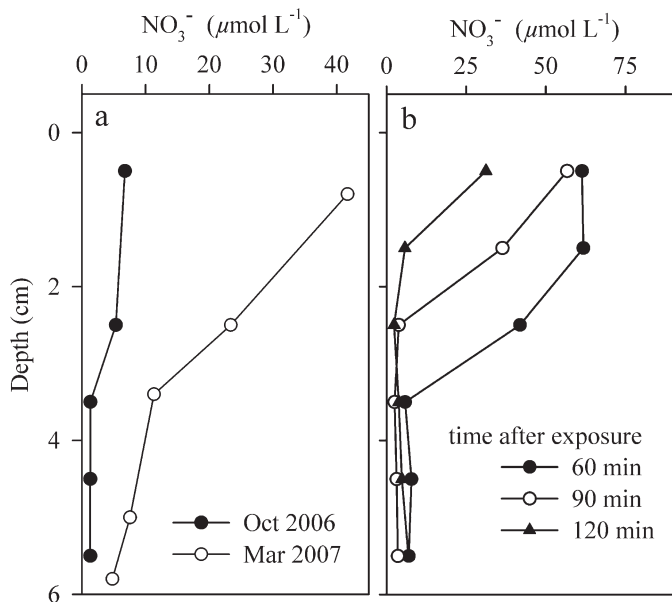 NO₃⁻ (μmol L⁻¹) NO₃⁻ (μmol L⁻¹)
0 10 20 30 40 0 25 50 75
a b
0
2
4
6
Depth (cm)
Oct 2006
Mar 2007
time after exposure
60 min
90 min
120 min